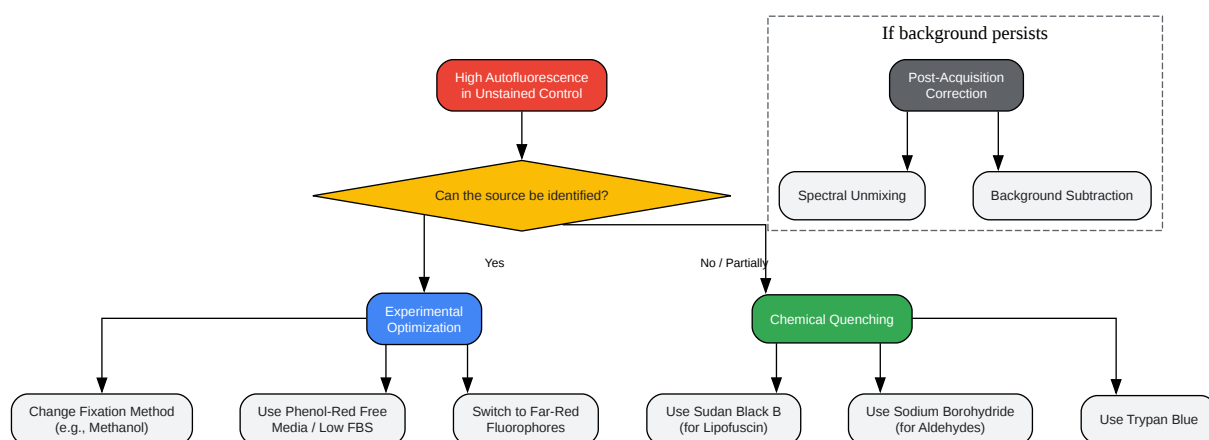 If background persists
High Autofluorescence
in Unstained Control
Post-Acquisition
Correction
Can the source be identified?
Spectral Unmixing
Background Subtraction
Yes
No / Partially
Experimental
Optimization
Chemical Quenching
Change Fixation Method
(e.g., Methanol)
Use Phenol-Red Free
Media / Low FBS
Switch to Far-Red
Fluorophores
Use Sudan Black B
(for Lipofuscin)
Use Sodium Borohydride
(for Aldehydes)
Use Trypan Blue